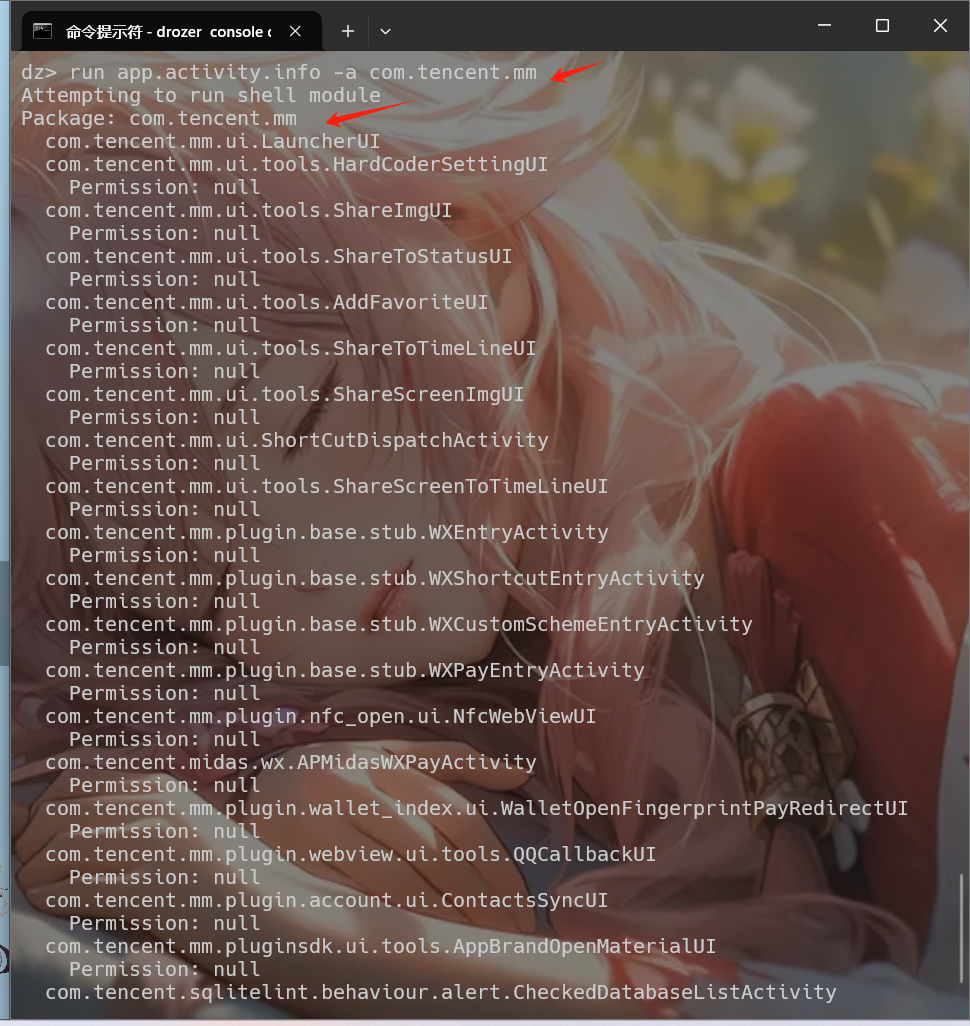 命令提示符 - drozer console c
dz> run app.activity.info -a com.tencent.mm
Attempting to run shell module
Package: com.tencent.mm
com.tencent.mm.ui.LauncherUI
com.tencent.mm.ui.tools.HardCoderSettingUI
Permission: null
com.tencent.mm.ui.tools.ShareImgUI
Permission: null
com.tencent.mm.ui.tools.ShareToStatusUI
Permission: null
com.tencent.mm.ui.tools.AddFavoriteUI
Permission: null
com.tencent.mm.ui.tools.ShareToTimeLineUI
Permission: null
com.tencent.mm.ui.tools.ShareScreenImgUI
Permission: null
com.tencent.mm.ui.ShortCutDispatchActivity
Permission: null
com.tencent.mm.ui.tools.ShareScreenToTimeLineUI
Permission: null
com.tencent.mm.plugin.base.stub.WXEntryActivity
Permission: null
com.tencent.mm.plugin.base.stub.WXShortcutEntryActivity
Permission: null
com.tencent.mm.plugin.base.stub.WXCustomSchemeEntryActivity
Permission: null
com.tencent.mm.plugin.base.stub.WXPayEntryActivity
Permission: null
com.tencent.mm.plugin.nfc_open.ui.NfcWebViewUI
Permission: null
com.tencent.midas.wx.APMidasWXPayActivity
Permission: null
com.tencent.mm.plugin.wallet_index.ui.WalletOpenFingerprintPayRedirectUI
Permission: null
com.tencent.mm.plugin.webview.ui.tools.QQCallbackUI
Permission: null
com.tencent.mm.plugin.account.ui.ContactsSyncUI
Permission: null
com.tencent.mm.pluginsdk.ui.tools.AppBrandOpenMaterialUI
Permission: null
com.tencent.sqlitelint.behaviour.alert.CheckedDatabaseListActivity